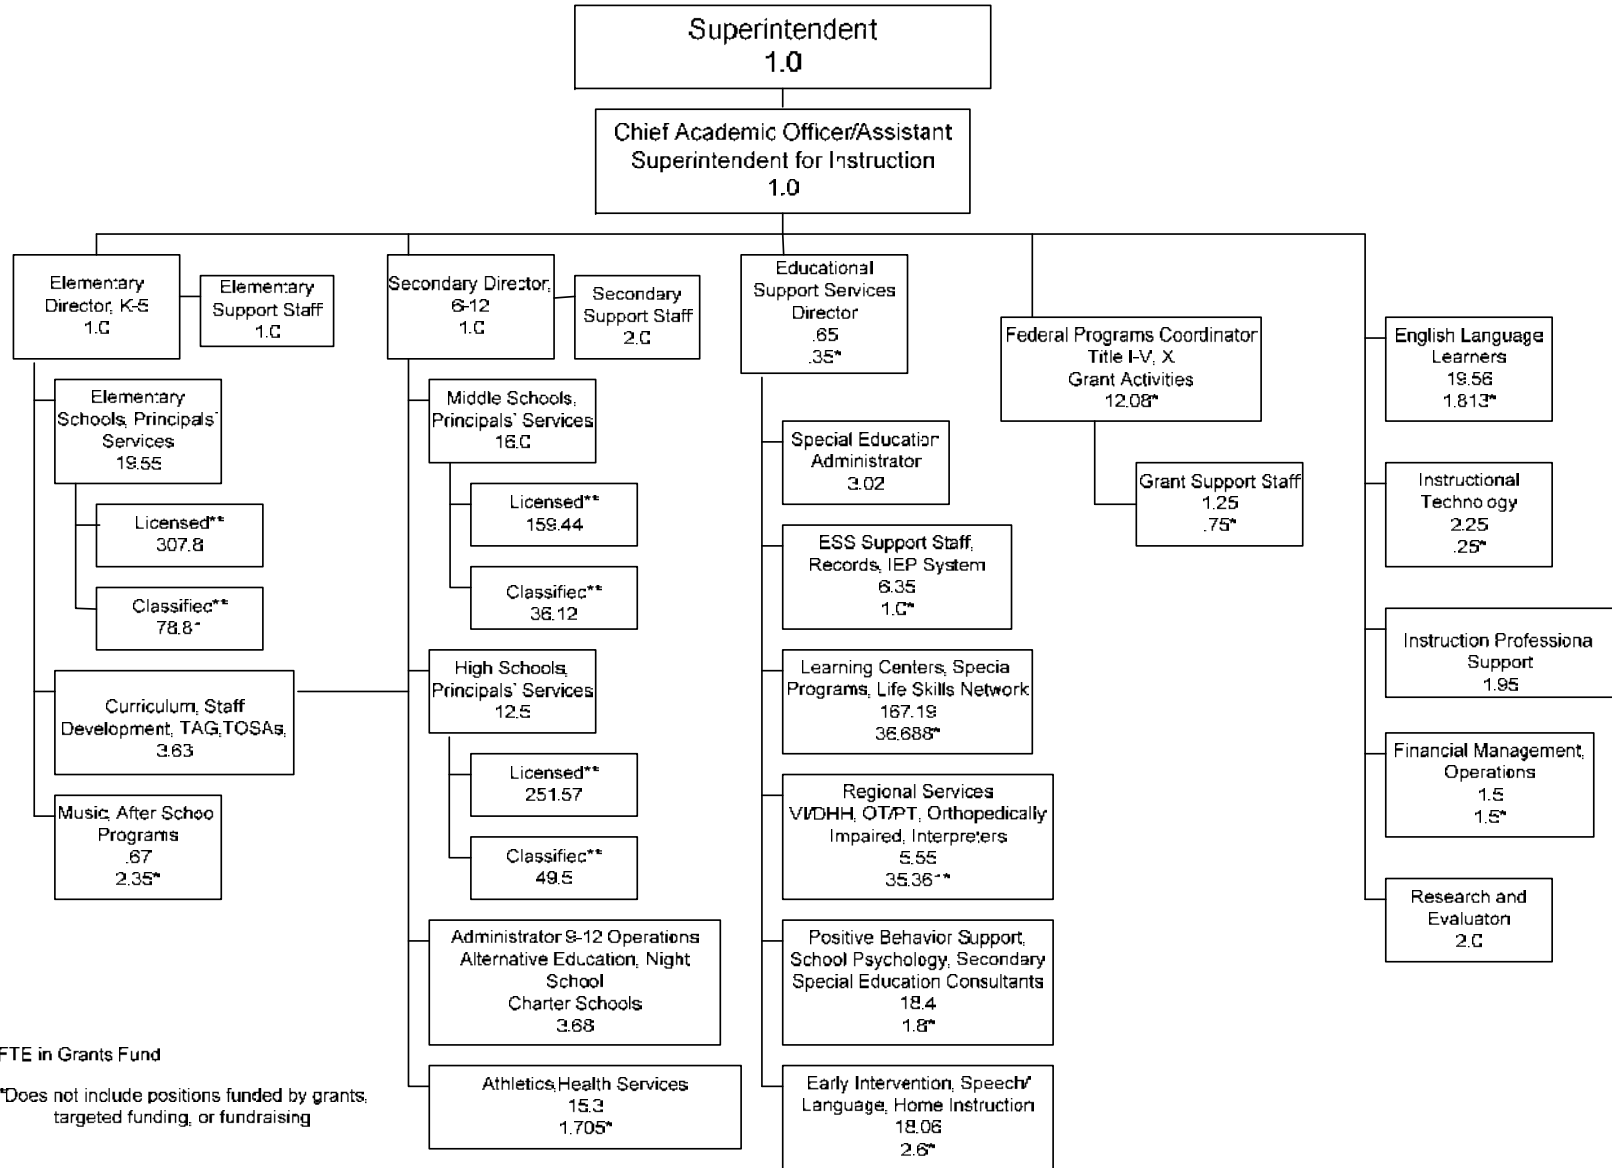 Superintendent
1.0
Chief Academic Officer/Assistant
Superintendent for Instruction
1.0
Elementary
Director, K-5
1.0
Elementary
Support Staff
1.0
Secondary Director,
6-12
1.0
Secondary
Support Staff
2.0
Educational
Support Services
Director
.65
.35*
Federal Programs Coordinator
Title I-V, X
Grant Activities
12.08*
Grant Support Staff
1.25
.75*
English Language
Learners
19.56
1.813*
Instructional
Technology
2.25
.25*
Instruction Professiona
Support
1.95
Financial Management,
Operations
1.5
1.5*
Research and
Evaluaton
2.0
Elementary
Schools, Principals'
Services
19.55
Licensed**
307.8
Classified**
78.81
Curriculum, Staff
Development, TAG,TOSAs,
3.63
Music, After Schoo
Programs
.67
2.35*
Middle Schools,
Principals' Services
16.0
Licensed**
159.44
Classified**
36.12
High Schools,
Principals' Services
12.5
Licensed**
251.57
Classified**
49.5
Administrator 9-12 Operations
Alternative Education, Night
School
Charter Schools
3.68
Athletics,Health Services
15.3
1.705*
Special Education
Administrator
3.02
ESS Support Staff,
Records, IEP System
6.35
1.0*
Learning Centers, Specia
Programs, Life Skills Network
167.19
36.688*
Regional Services
VI/DHH, OT/PT, Orthopedically
Impaired, Interpreters
5.55
Positive Behavior Support,
School Psychology, Secondary
Special Education Consultants
18.4
1.8*
Early Intervention, Speech/
Language, Home Instruction
18.06
2.6*
FTE in Grants Fund
*Does not include positions funded by grants,
targeted funding, or fundraising